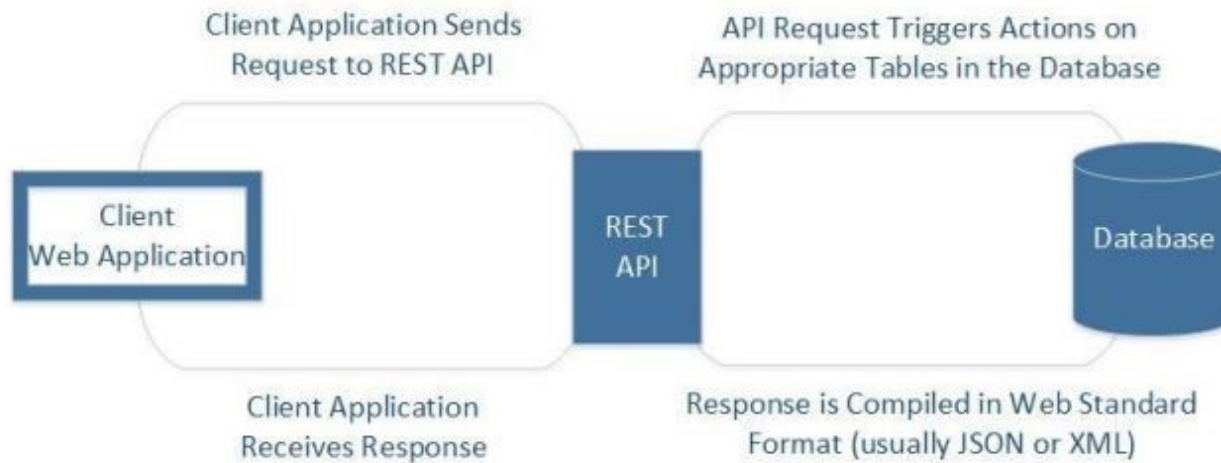 Client Application Sends
Request to REST API
API Request Triggers Actions on
Appropriate Tables in the Database
Client
Web Application
REST
API
Database
Client Application
Receives Response
Response is Compiled in Web Standard
Format (usually JSON or XML)